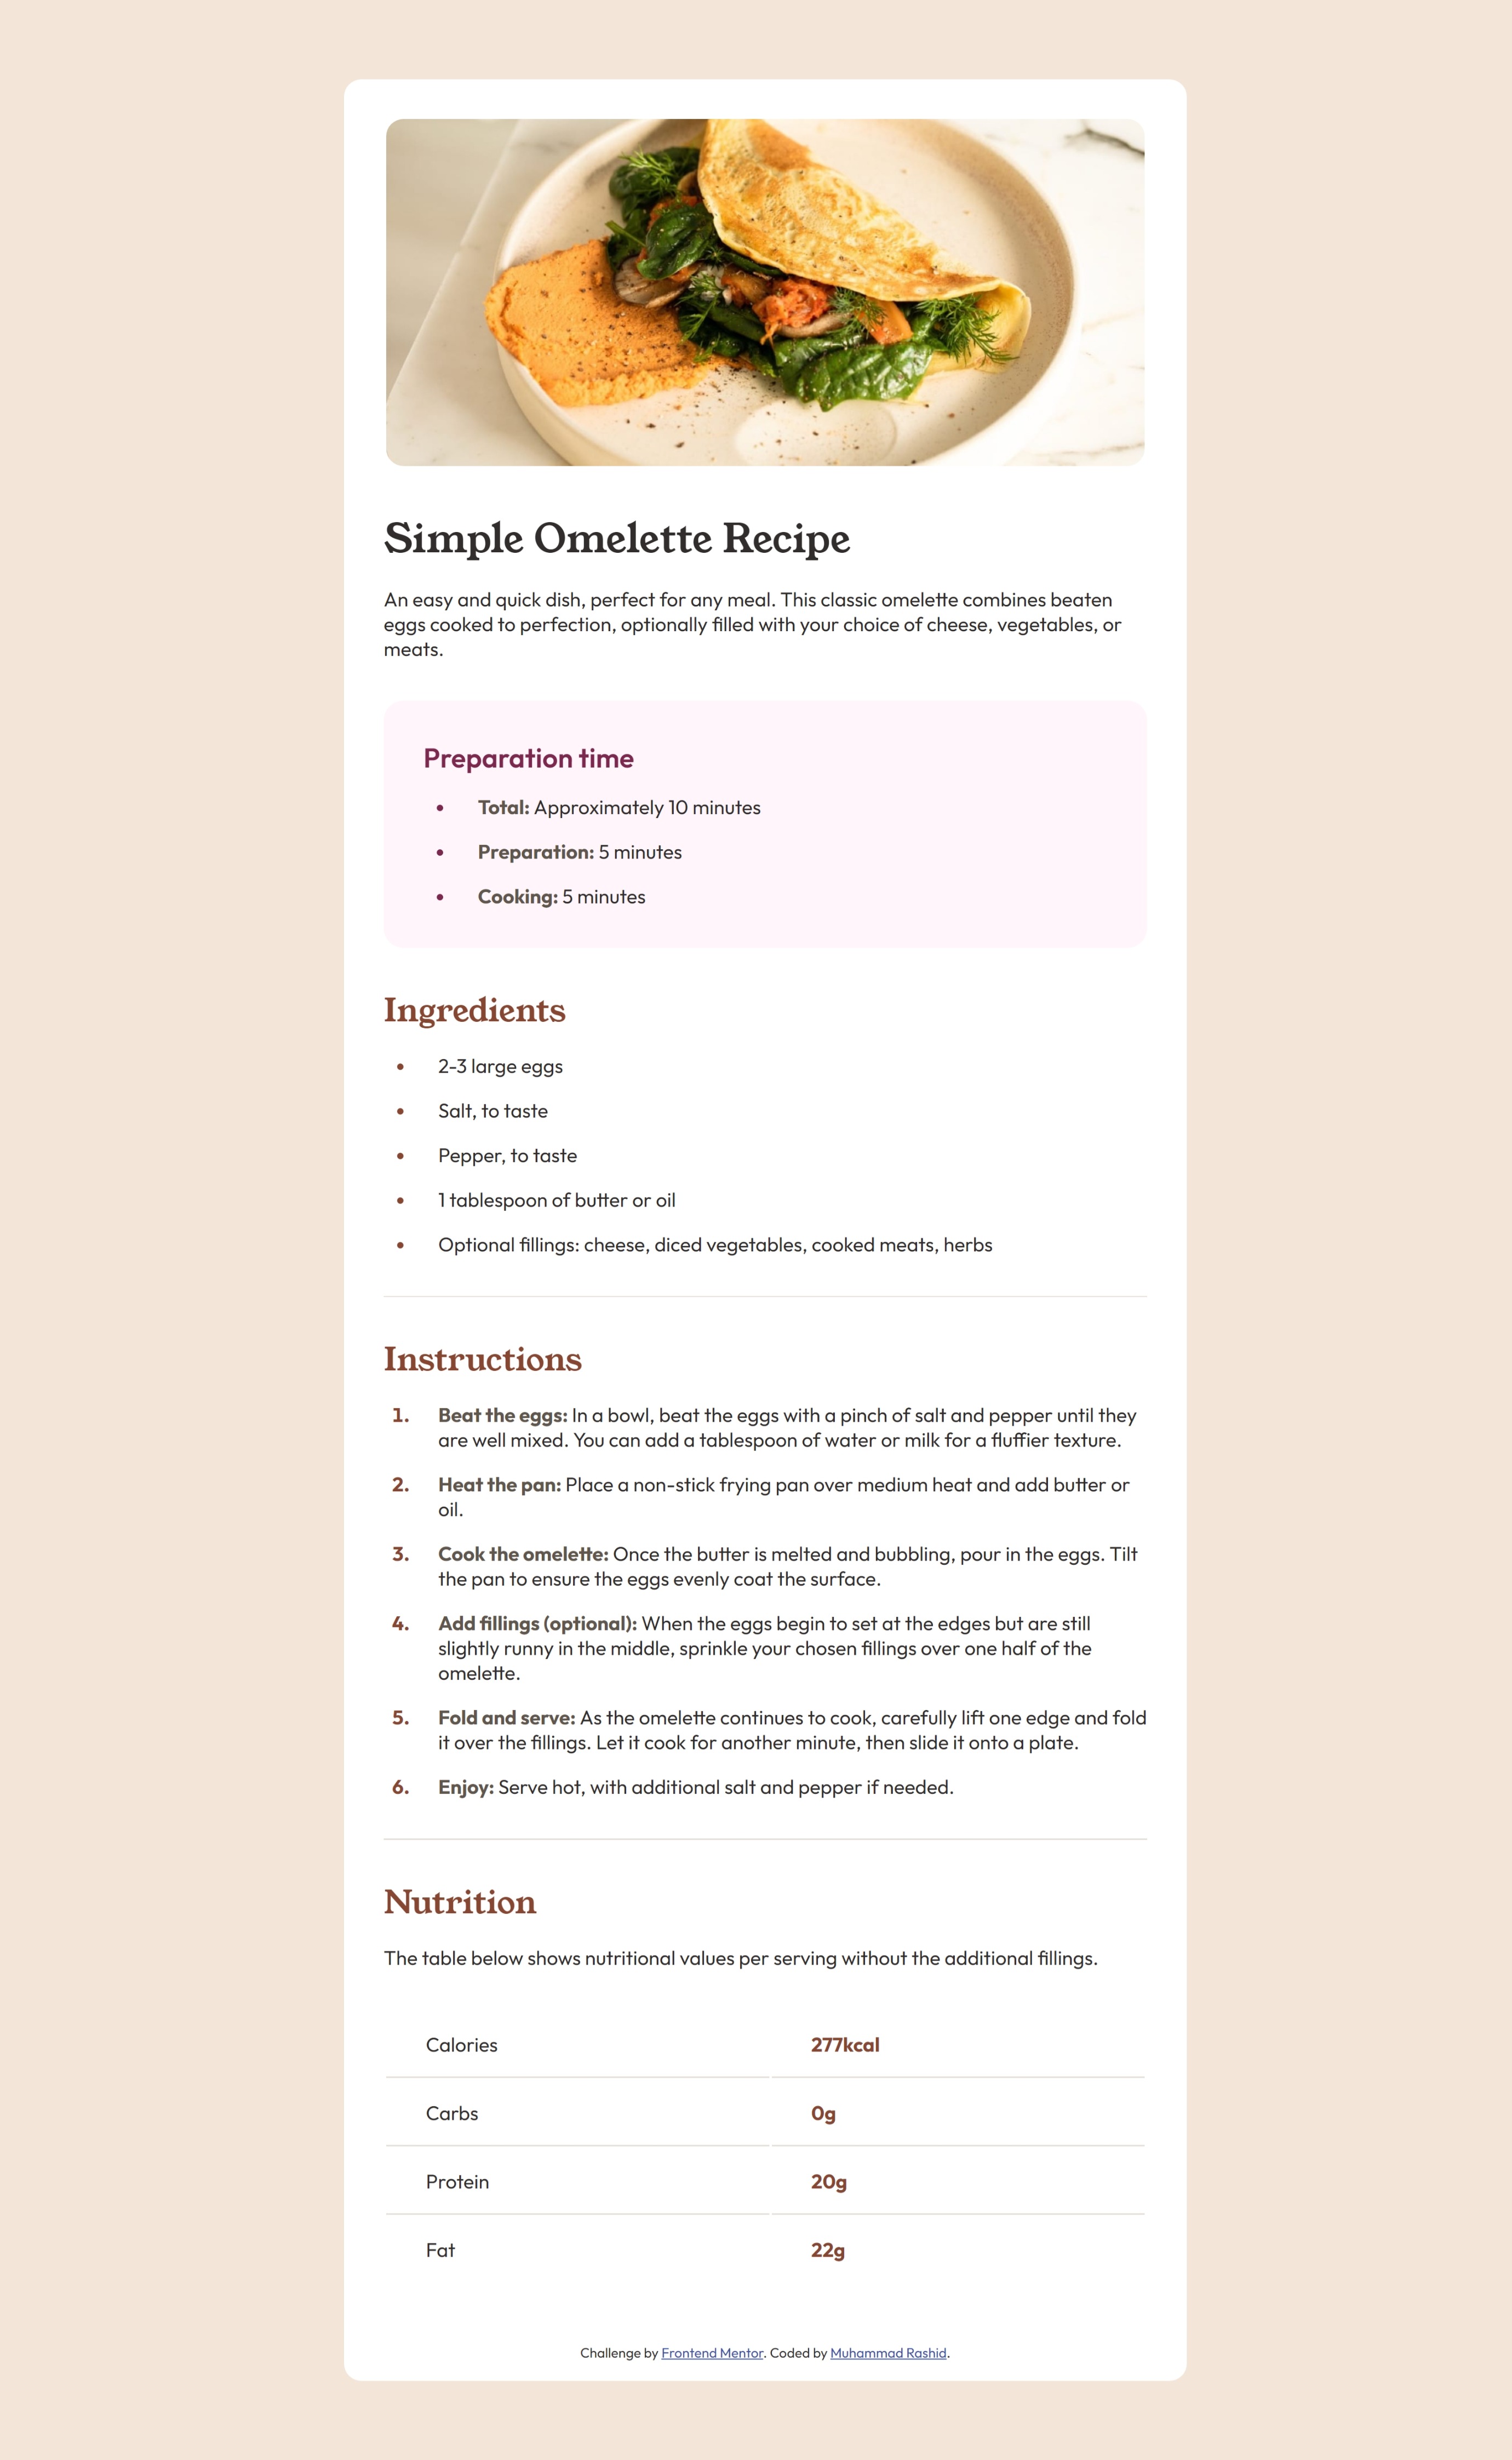 Simple Omelette Recipe
An easy and quick dish, perfect for any meal. This classic omelette combines beaten
eggs cooked to perfection, optionally filled with your choice of cheese, vegetables, or
meats.
Preparation time
• Total: Approximately 10 minutes
• Preparation: 5 minutes
• Cooking: 5 minutes
Ingredients
• 2-3 large eggs
• Salt, to taste
• Pepper, to taste
• 1 tablespoon of butter or oil
• Optional fillings: cheese, diced vegetables, cooked meats, herbs
Instructions
1. Beat the eggs: In a bowl, beat the eggs with a pinch of salt and pepper until they
are well mixed. You can add a tablespoon of water or milk for a fluffier texture.
2. Heat the pan: Place a non-stick frying pan over medium heat and add butter or
oil.
3. Cook the omelette: Once the butter is melted and bubbling, pour in the eggs. Tilt
the pan to ensure the eggs evenly coat the surface.
4. Add fillings (optional): When the eggs begin to set at the edges but are still
slightly runny in the middle, sprinkle your chosen fillings over one half of the
omelette.
5. Fold and serve: As the omelette continues to cook, carefully lift one edge and fold
it over the fillings. Let it cook for another minute, then slide it onto a plate.
6. Enjoy: Serve hot, with additional salt and pepper if needed.
Nutrition
The table below shows nutritional values per serving without the additional fillings.
Calories 277kcal
Carbs 0g
Protein 20g
Fat 22g
Challenge by Frontend Mentor. Coded by Muhammad Rashid.